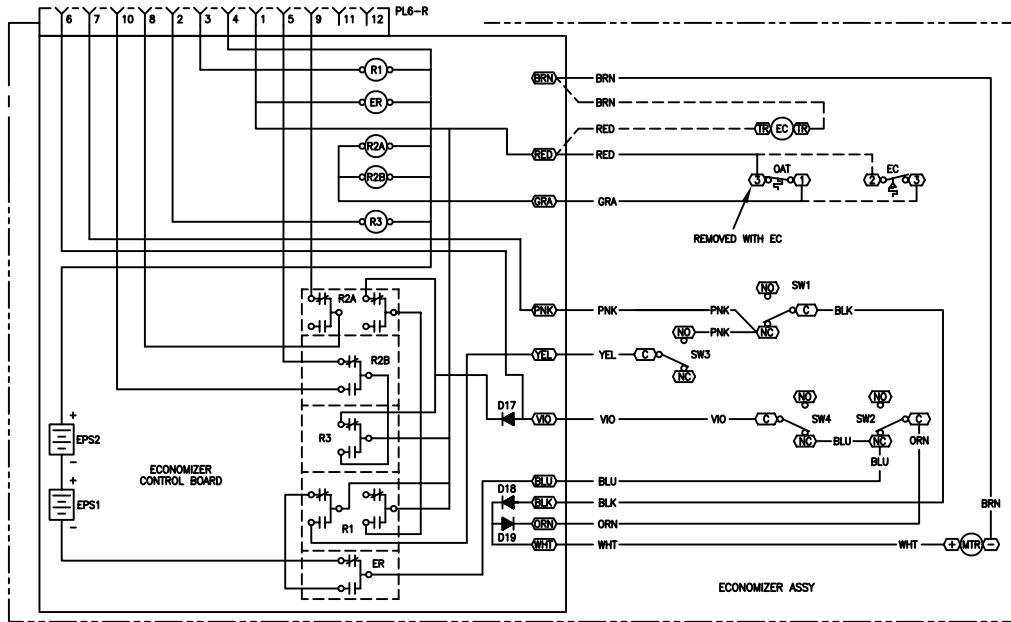 PL6-R
6 7 10 8 2 3 4 1 5 9 11 12
R1
BRN BRN
BRN
ER
RED TR EC TR
R2A
RED RED
OAT EC
R2B
3 1 2 3
GRA GRA
R3
REMOVED WITH EC
NO SW1
R2A
PNK PNK PNK C BLK
NO PNK NC
R2B
YEL YEL C SW3
NC
NO NO
D17
VIO VIO VIO C SW4 SW2 C
+
R3
EPS2
NC BLU NC ORN
-
BLU
ECONOMIZER
CONTROL BOARD
+
BLU BLU
D18
EPS1
BLK BLK
BRN
-
R1
ORN ORN
D19
WHT WHT WHT + MTR -
ER
ECONOMIZER ASSY